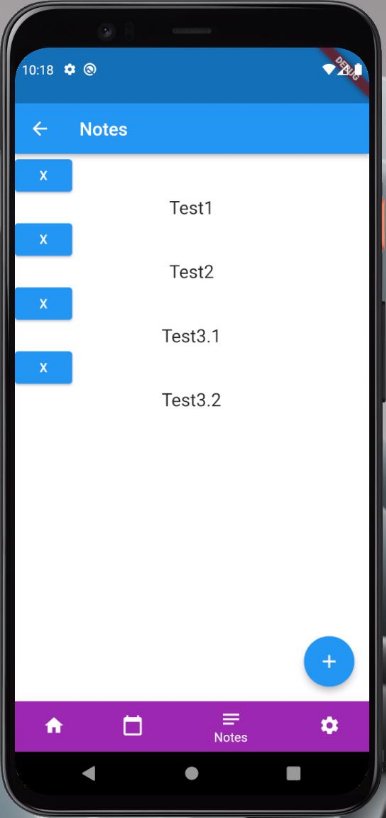 10:18
DEBUG
Notes
X
Test1
X
Test2
X
Test3.1
X
Test3.2
+
Notes